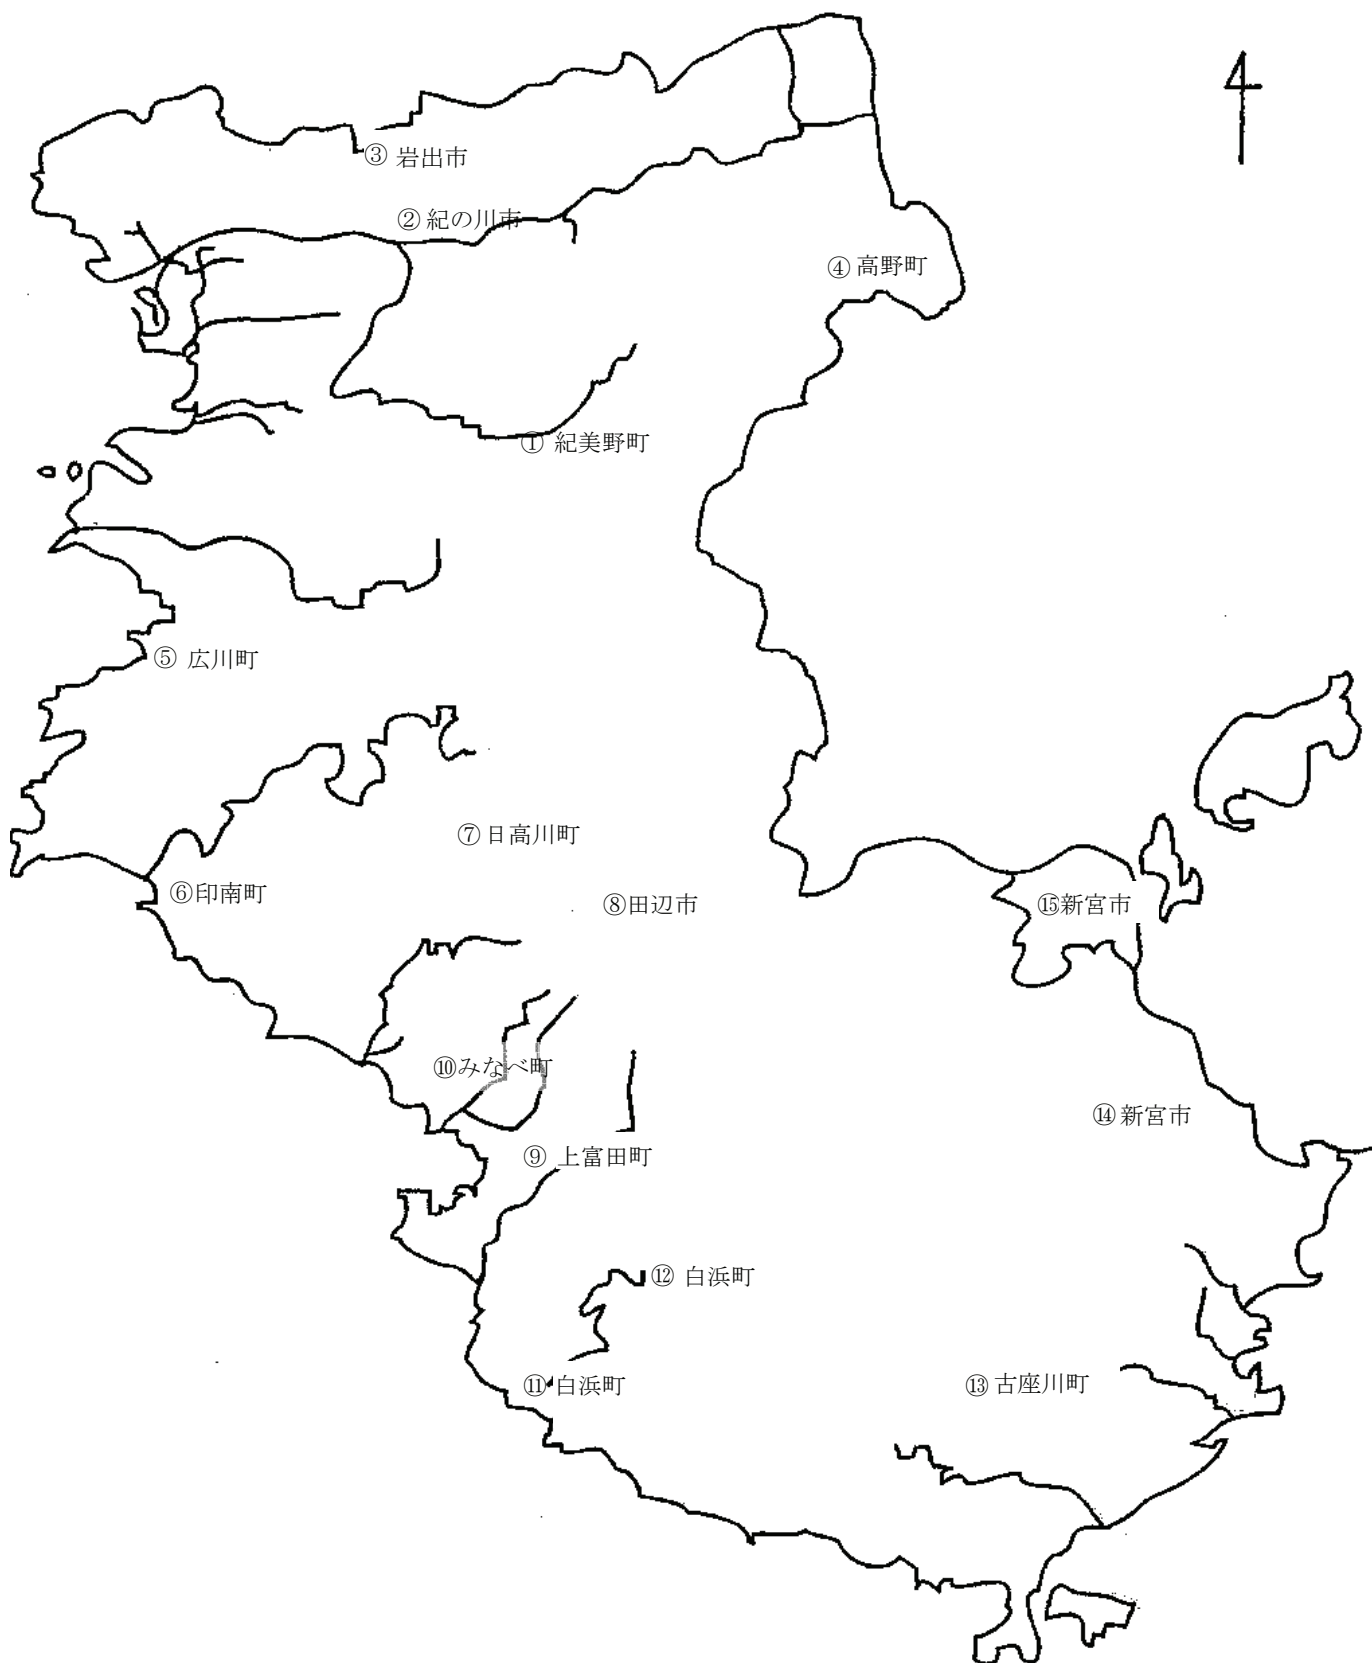 ③ 岩出市
② 紀の川市
④ 高野町
① 紀美野町
⑤ 広川町
⑦ 日高川町
⑥印南町
⑧田辺市
⑮新宮市
⑩みなべ町
⑭ 新宮市
⑨ 上富田町
⑫ 白浜町
⑪ 白浜町
⑬ 古座川町